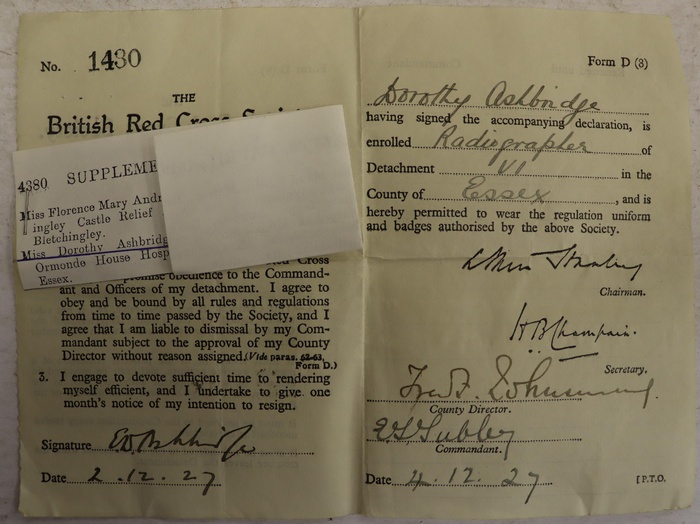 No. 1430
THE
British Red Cross
4380 SUPPLEME
Miss Florence Mary Andr
ingley Castle Relief
Bletchingley.
Miss Dorothy Ashbridg
Ormonde House Hosp
Essex.
Red Cross
promise obedience to the Command-
ant and Officers of my detachment. I agree to
obey and be bound by all rules and regulations
from time to time passed by the Society, and I
agree that I am liable to dismissal by my Com-
mandant subject to the approval of my County
Director without reason assigned. (Vide paras. 62-63,
Form D.)
3. I engage to devote sufficient time to rendering
myself efficient, and I undertake to give one
month's notice of my intention to resign.
Signature
Date 2.12.27
Form D (3)
Dorothy Ashbridge
having signed the accompanying declaration, is
enrolled Radiographer of
Detachment VI in the
County of Essex, and is
hereby permitted to wear the regulation uniform
and badges authorised by the above Society.
Chairman.
H B Champain.
Secretary.
County Director.
Commandant.
Date 4.12.27
[P.T.O.